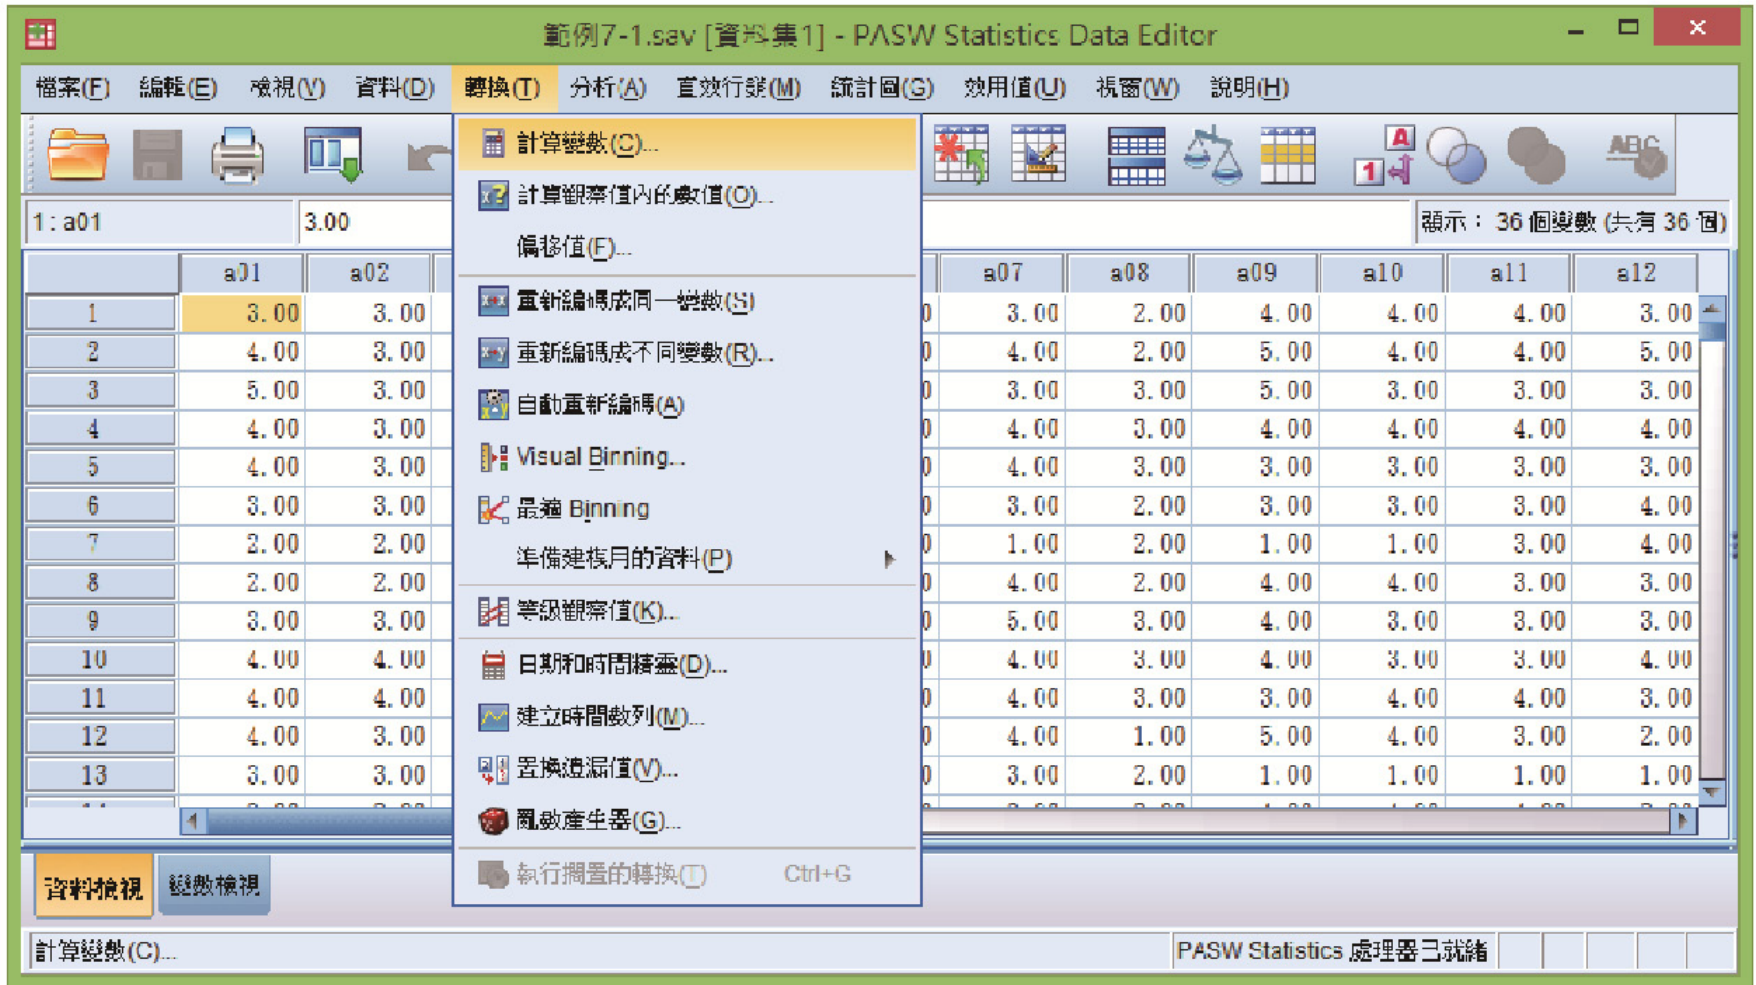 範例7-1.sav [資料集1] - PASW Statistics Data Editor
檔案(F) 編輯(E) 檢視(V) 資料(D) 轉換(T) 分析(A) 直效行銷(M) 統計圖(G) 效用值(U) 視窗(W) 說明(H)
1 : a01 3.00 顯示： 36 個變數 (共有 36 個)
計算變數(C)...
計算觀察值內的數值(O)...
偏移值(F)...
重新編碼成同一變數(S)
重新編碼成不同變數(R)...
自動重新編碼(A)
Visual Binning...
最適 Binning
準備建模用的資料(P)
等級觀察值(K)...
日期和時間精靈(D)...
建立時間數列(M)...
置換遺漏值(V)...
亂數產生器(G)...
執行擱置的轉換(T) Ctrl+G
a01 a02 a07 a08 a09 a10 a11 a12
1 3.00 3.00 3.00 2.00 4.00 4.00 4.00 3.00
2 4.00 3.00 4.00 2.00 5.00 4.00 4.00 5.00
3 5.00 3.00 3.00 3.00 5.00 3.00 3.00 3.00
4 4.00 3.00 4.00 3.00 4.00 4.00 4.00 4.00
5 4.00 3.00 4.00 3.00 3.00 3.00 3.00 3.00
6 3.00 3.00 3.00 2.00 3.00 3.00 3.00 4.00
7 2.00 2.00 1.00 2.00 1.00 1.00 3.00 4.00
8 2.00 2.00 4.00 2.00 4.00 4.00 3.00 3.00
9 3.00 3.00 5.00 3.00 4.00 3.00 3.00 3.00
10 4.00 4.00 4.00 3.00 4.00 3.00 3.00 4.00
11 4.00 4.00 4.00 3.00 3.00 4.00 4.00 3.00
12 4.00 3.00 4.00 1.00 5.00 4.00 3.00 2.00
13 3.00 3.00 3.00 2.00 1.00 1.00 1.00 1.00
資料檢視 變數檢視
計算變數(C)... PASW Statistics 處理器已就緒